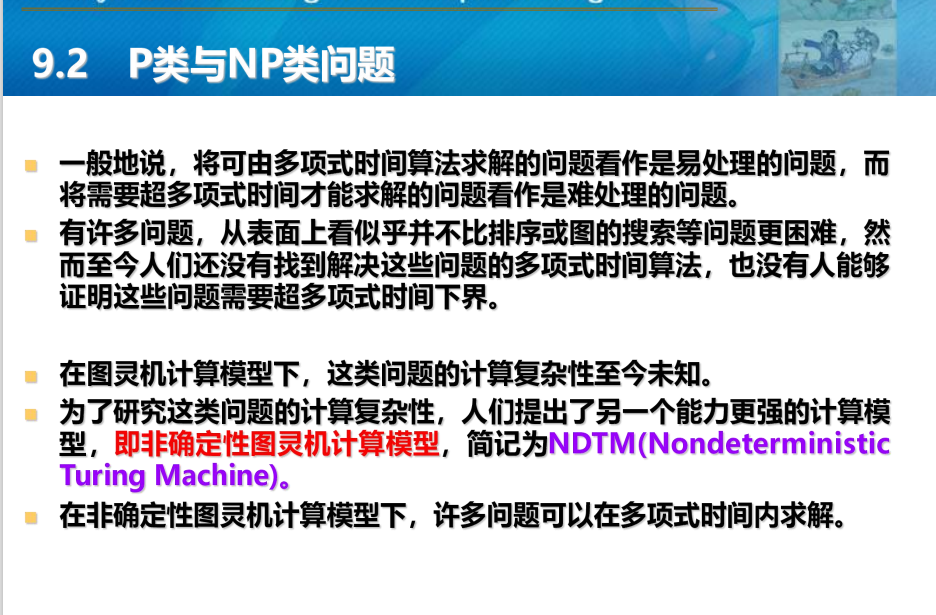 9.2 P类与NP类问题
一般地说，将可由多项式时间算法求解的问题看作是易处理的问题，而
将需要超多项式时间才能求解的问题看作是难处理的问题。
有许多问题，从表面上看似乎并不比排序或图的搜索等问题更困难，然
而至今人们还没有找到解决这些问题的多项式时间算法，也没有人能够
证明这些问题需要超多项式时间下界。
在图灵机计算模型下，这类问题的计算复杂性至今未知。
为了研究这类问题的计算复杂性，人们提出了另一个能力更强的计算模
型，即非确定性图灵机计算模型，简记为NDTM(Nondeterministic
Turing Machine)。
在非确定性图灵机计算模型下，许多问题可以在多项式时间内求解。